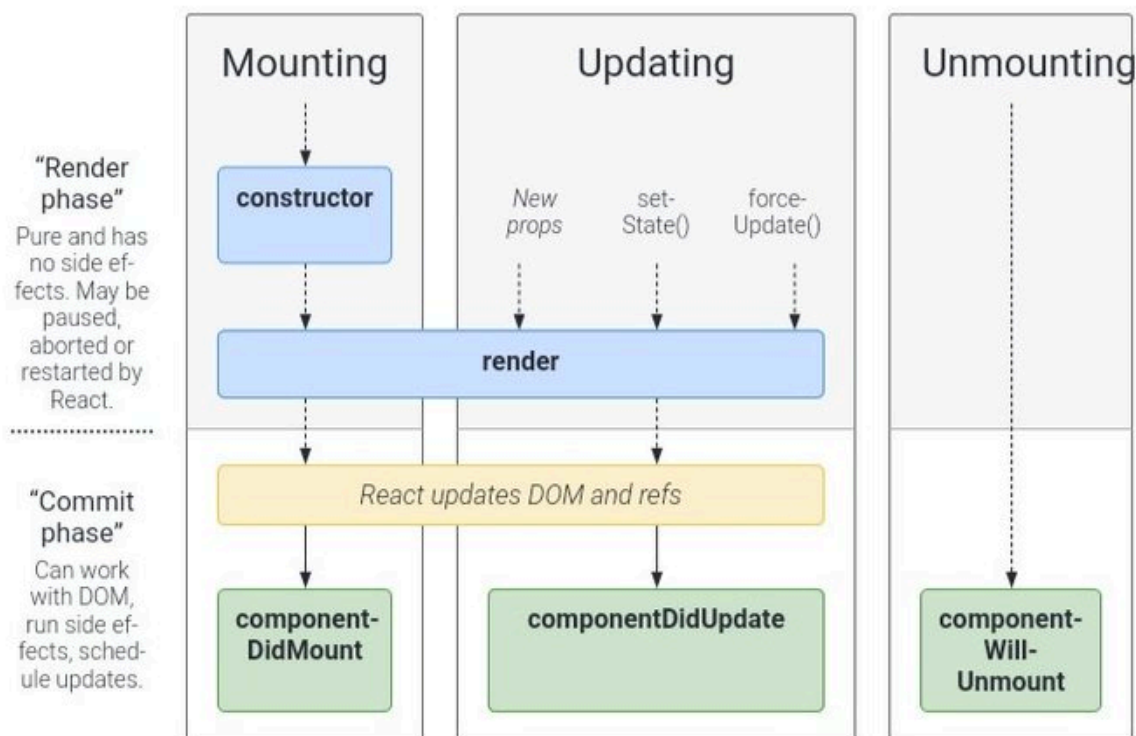 Mounting
Updating
Unmounting
“Render
phase”
Pure and has
no side ef-
fects. May be
paused,
aborted or
restarted by
React.
constructor
New
props
set-
State()
force-
Update()
render
“Commit
phase”
Can work
with DOM,
run side ef-
fects, sched-
ule updates.
React updates DOM and refs
component-
DidMount
componentDidUpdate
component-
Will-
Unmount